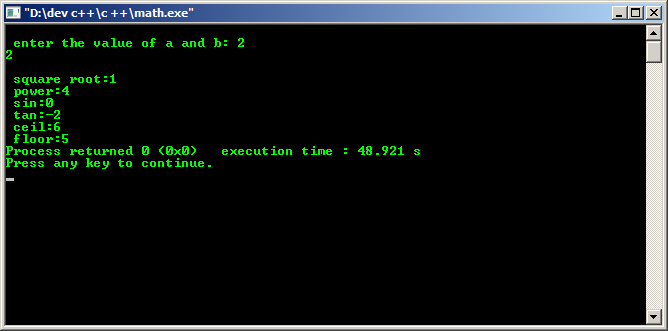 "D:\dev c++\c ++\math.exe"
enter the value of a and b: 2
2
square root:1
power:4
sin:0
tan:-2
ceil:6
floor:5
Process returned 0 (0x0)   execution time : 48.921 s
Press any key to continue.